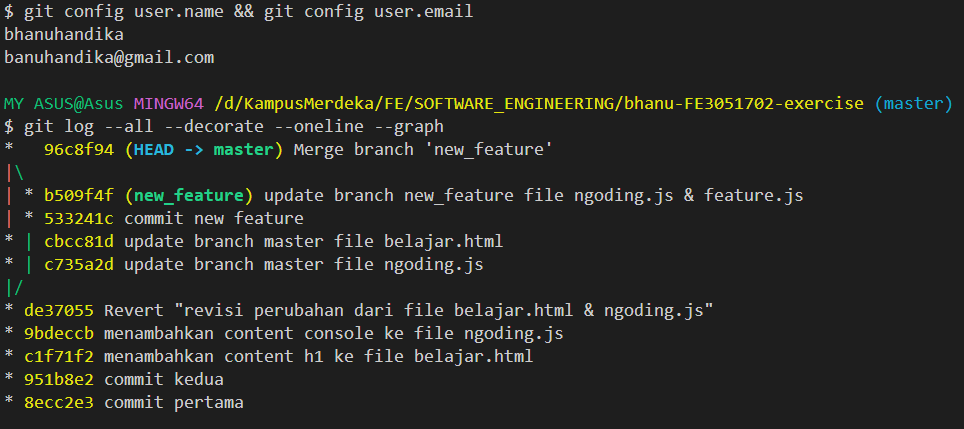 $ git config user.name && git config user.email
bhanuhandika
banuhandika@gmail.com
MY ASUS@Asus MINGW64 /d/KampusMerdeka/FE/SOFTWARE_ENGINEERING/bhanu-FE3051702-exercise (master)
$ git log --all --decorate --oneline --graph
*   96c8f94 (HEAD -> master) Merge branch 'new_feature'
|\
| * b509f4f (new_feature) update branch new_feature file ngoding.js & feature.js
| * 533241c commit new feature
* | cbcc81d update branch master file belajar.html
* | c735a2d update branch master file ngoding.js
|/
* de37055 Revert "revisi perubahan dari file belajar.html & ngoding.js"
* 9bdeccb menambahkan content console ke file ngoding.js
* c1f71f2 menambahkan content h1 ke file belajar.html
* 951b8e2 commit kedua
* 8ecc2e3 commit pertama